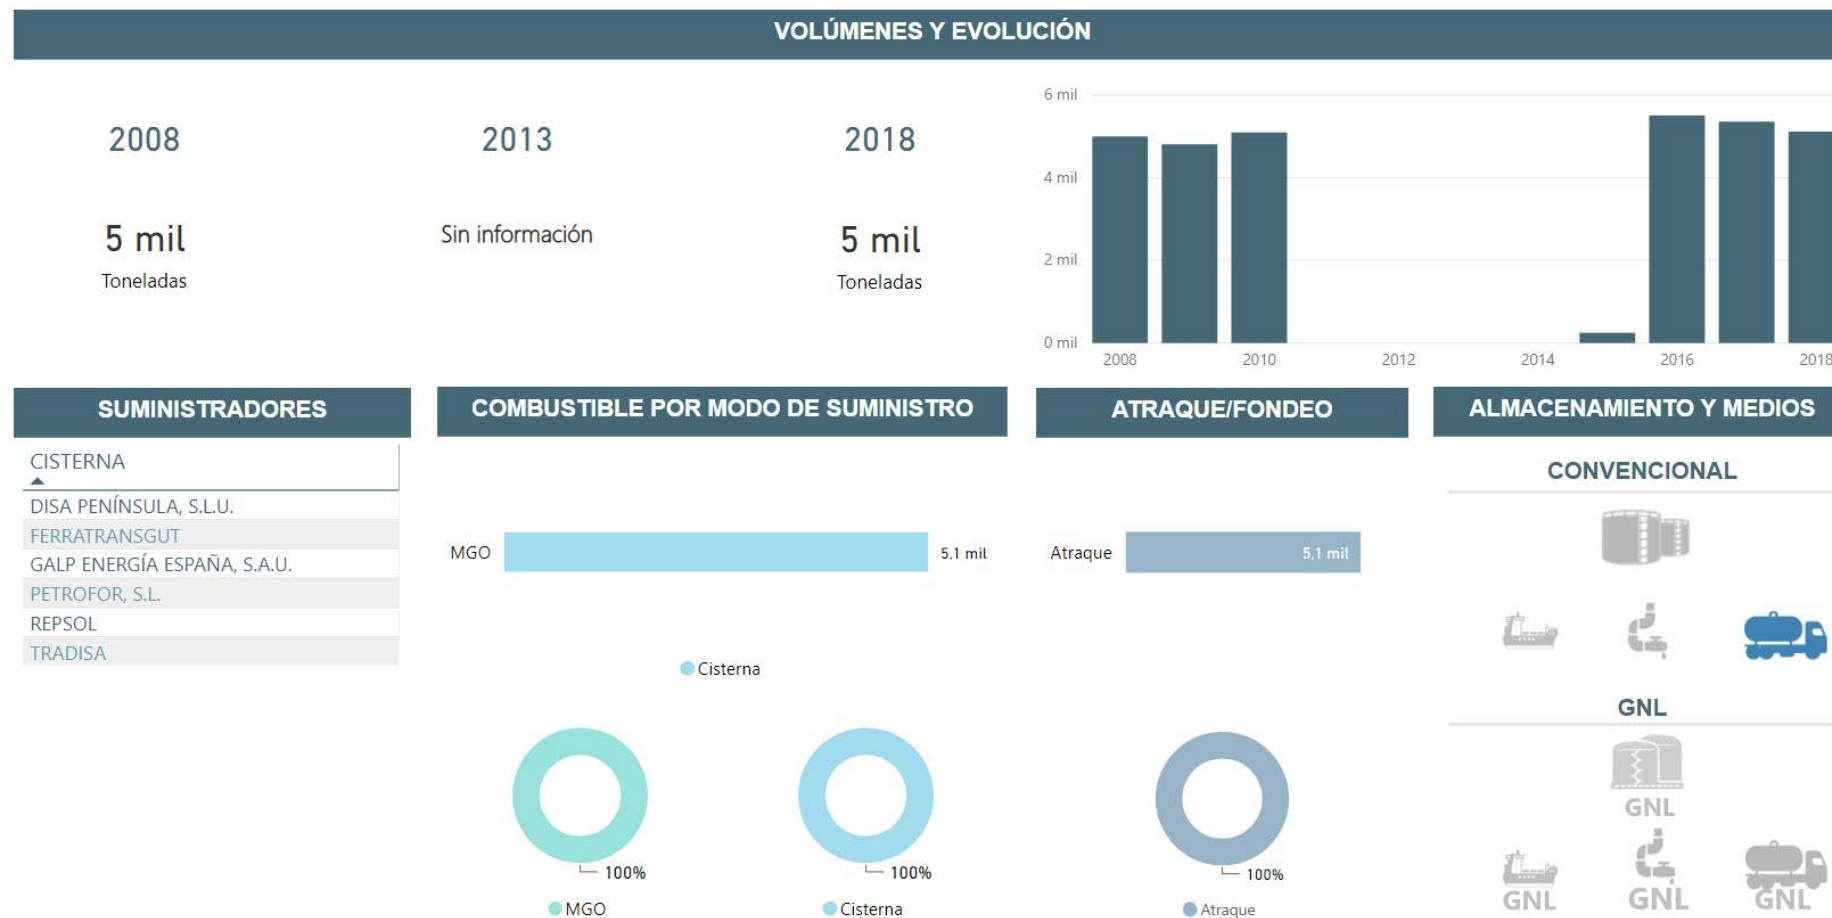 VOLÚMENES Y EVOLUCIÓN
2008
2013
2018
5 mil
Toneladas
Sin información
5 mil
Toneladas
6 mil
4 mil
2 mil
0 mil
2008
2010
2012
2014
2016
2018
SUMINISTRADORES
CISTERNA
DISA PENÍNSULA, S.L.U.
FERRATRANSGUT
GALP ENERGÍA ESPAÑA, S.A.U.
PETROFOR, S.L.
REPSOL
TRADISA
COMBUSTIBLE POR MODO DE SUMINISTRO
MGO
5,1 mil
Cisterna
100%
MGO
100%
Cisterna
ATRAQUE/FONDEO
Atraque
5,1 mil
100%
Atraque
ALMACENAMIENTO Y MEDIOS
CONVENCIONAL
GNL
GNL
GNL
GNL
GNL